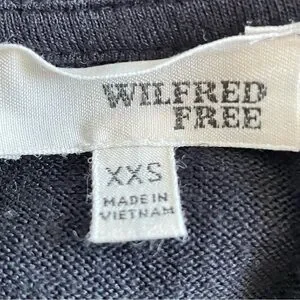 WILFRED
FREE
XXS
MADE IN
VIETNAM